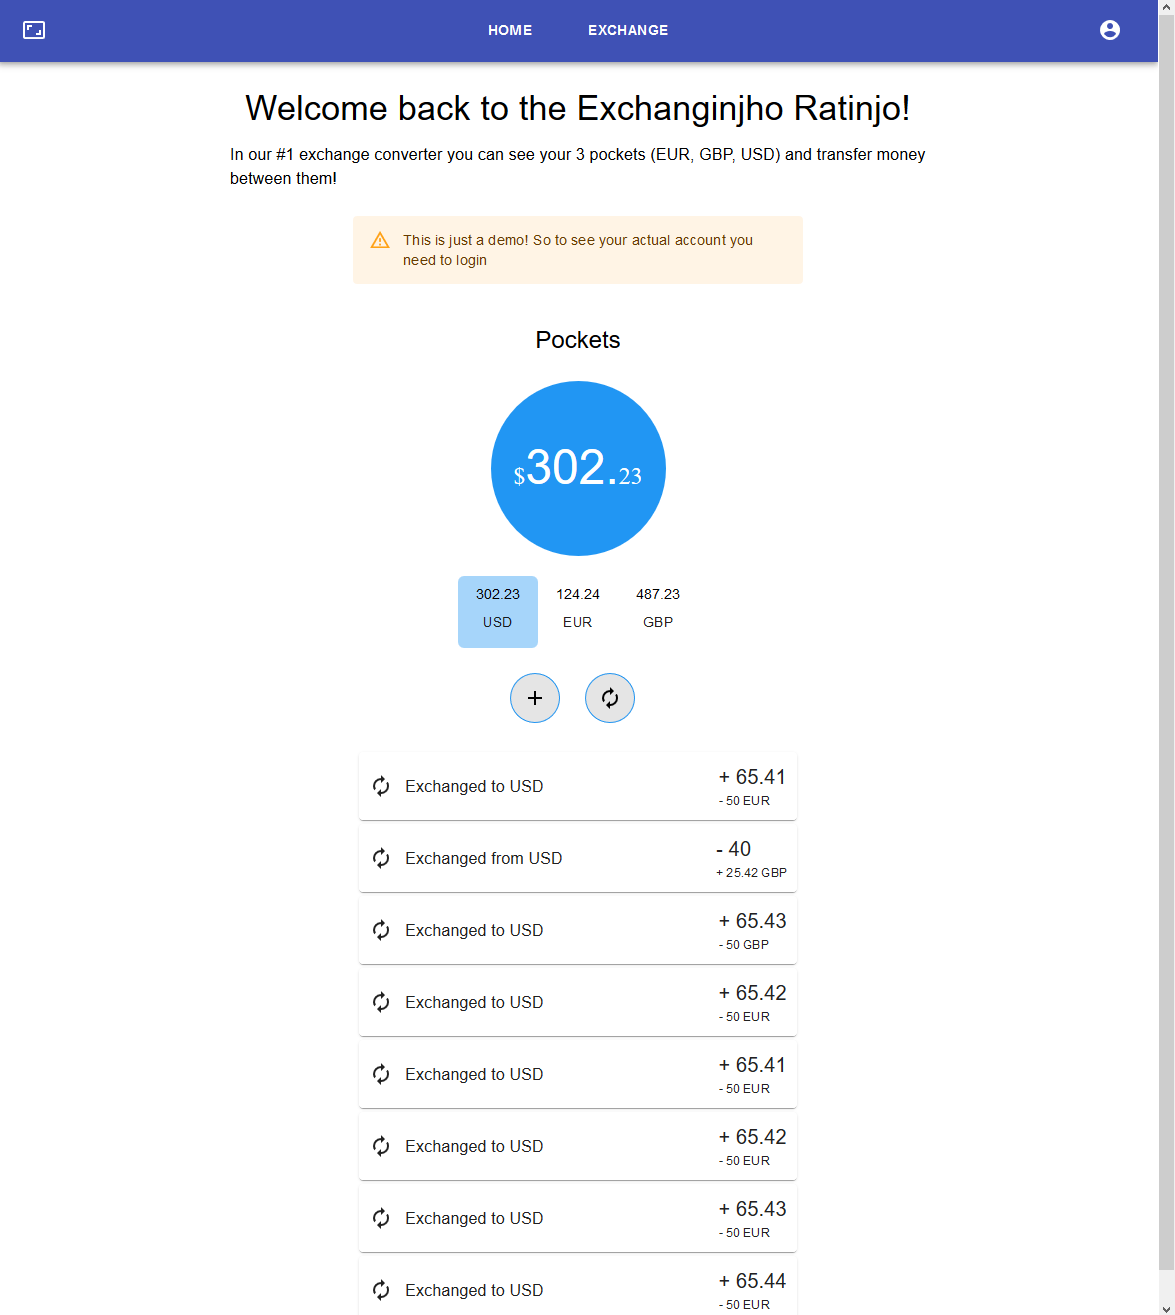 HOME
EXCHANGE
Welcome back to the Exchanginjho Ratinjo!
In our #1 exchange converter you can see your 3 pockets (EUR, GBP, USD) and transfer money
between them!
This is just a demo! So to see your actual account you
need to login
Pockets
$302.23
302.23
USD
124.24
EUR
487.23
GBP
Exchanged to USD
+ 65.41
- 50 EUR
Exchanged from USD
- 40
+ 25.42 GBP
Exchanged to USD
+ 65.43
- 50 GBP
Exchanged to USD
+ 65.42
- 50 EUR
Exchanged to USD
+ 65.41
- 50 EUR
Exchanged to USD
+ 65.42
- 50 EUR
Exchanged to USD
+ 65.43
- 50 EUR
Exchanged to USD
+ 65.44
- 50 EUR